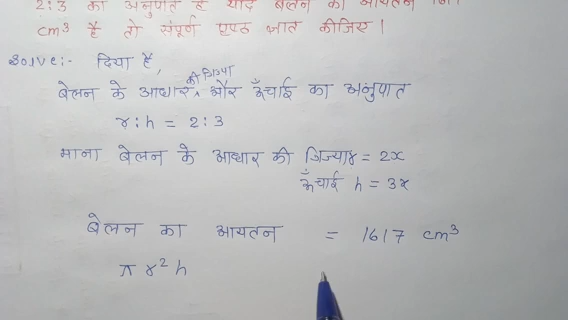 2:3 का अनुपात है यदि बेलन का आयतन
cm³ है तो संपूर्ण पृष्ठ ज्ञात कीजिए।
Solve:- दिया है,
की त्रिज्या
बेलन के आधार ^ और ऊँचाई का अनुपात
r:h = 2:3
माना बेलन के आधार की त्रिज्या r = 2x
ऊँचाई h = 3x
बेलन का आयतन = 1617 cm³
π r² h